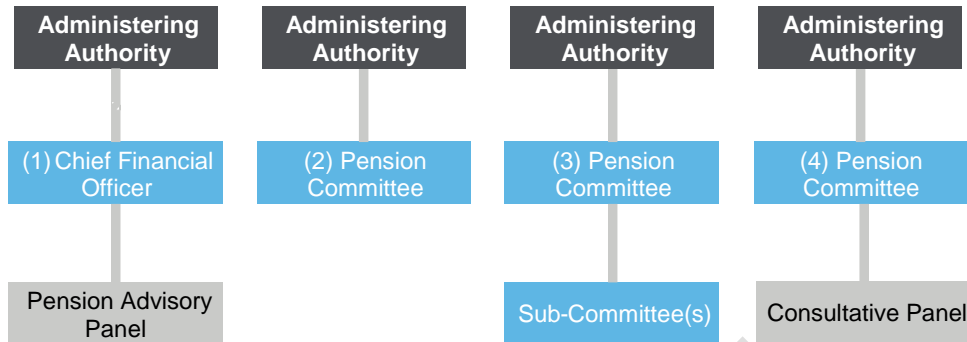 Administering
Authority
Administering
Authority
Administering
Authority
Administering
Authority
(1) Chief Financial
Officer
(2) Pension
Committee
(3) Pension
Committee
(4) Pension
Committee
Pension Advisory
Panel
Sub-Committee(s)
Consultative Panel